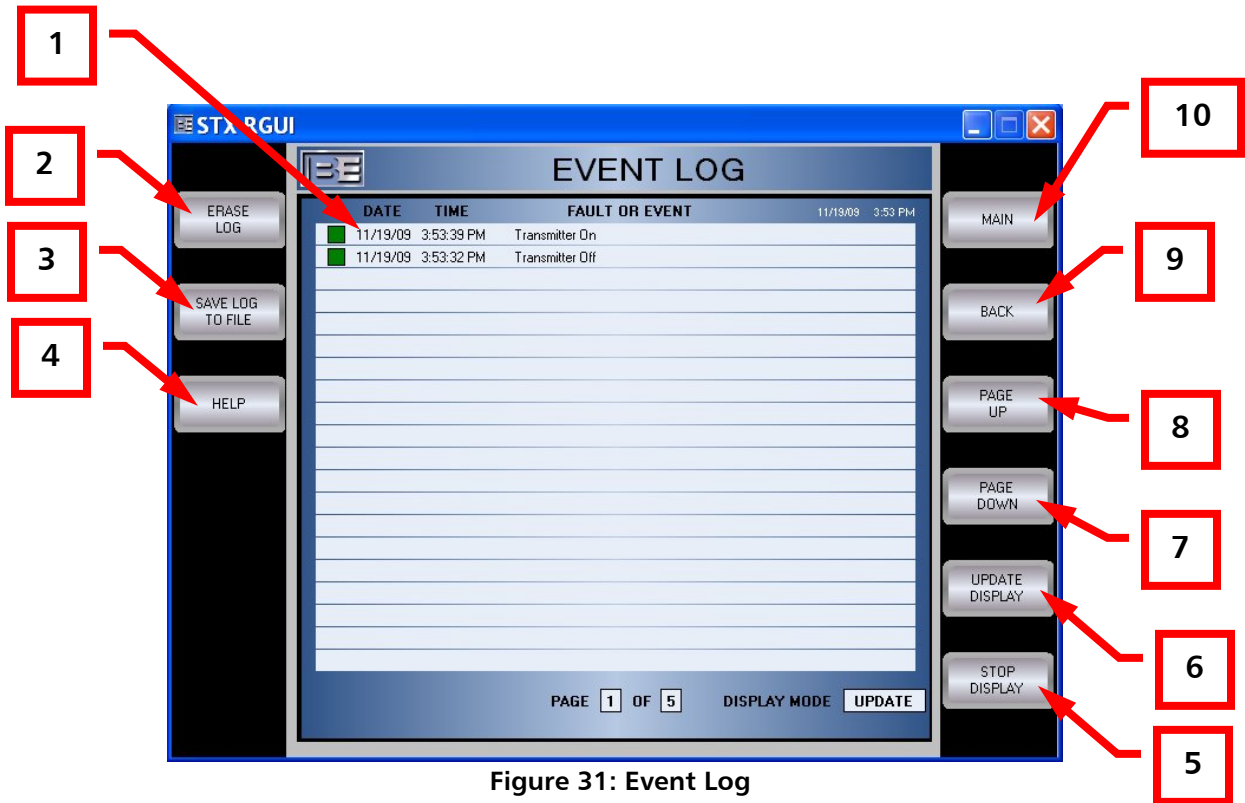 1
2
3
4
STX RGUI
BE
EVENT LOG
ERASE
LOG
SAVE LOG
TO FILE
HELP
DATE TIME FAULT OR EVENT 11/19/09 3:53 PM
11/19/09 3:53:39 PM Transmitter On
11/19/09 3:53:32 PM Transmitter Off
PAGE 1 OF 5 DISPLAY MODE UPDATE
MAIN
BACK
PAGE
UP
PAGE
DOWN
UPDATE
DISPLAY
STOP
DISPLAY
10
9
8
7
6
5
Figure 31: Event Log